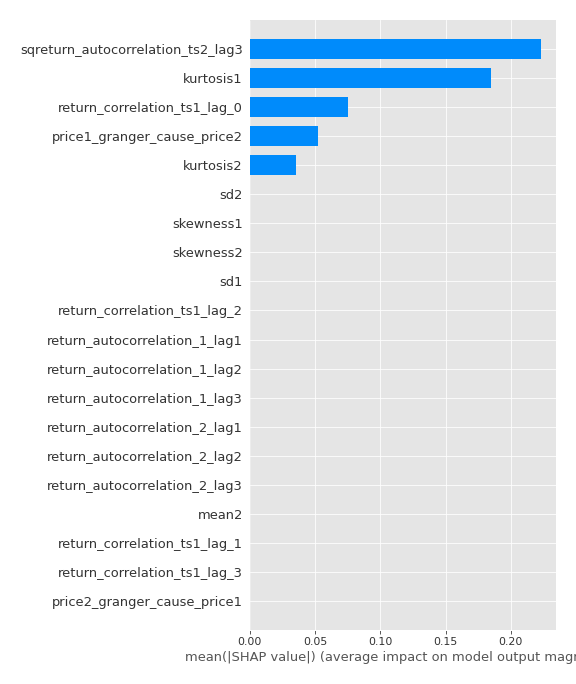 sqreturn_autocorrelation_ts2_lag3
kurtosis1
return_correlation_ts1_lag_0
price1_granger_cause_price2
kurtosis2
sd2
skewness1
skewness2
sd1
return_correlation_ts1_lag_2
return_autocorrelation_1_lag1
return_autocorrelation_1_lag2
return_autocorrelation_1_lag3
return_autocorrelation_2_lag1
return_autocorrelation_2_lag2
return_autocorrelation_2_lag3
mean2
return_correlation_ts1_lag_1
return_correlation_ts1_lag_3
price2_granger_cause_price1
0.00 0.05 0.10 0.15 0.20
mean(|SHAP value|) (average impact on model output magn